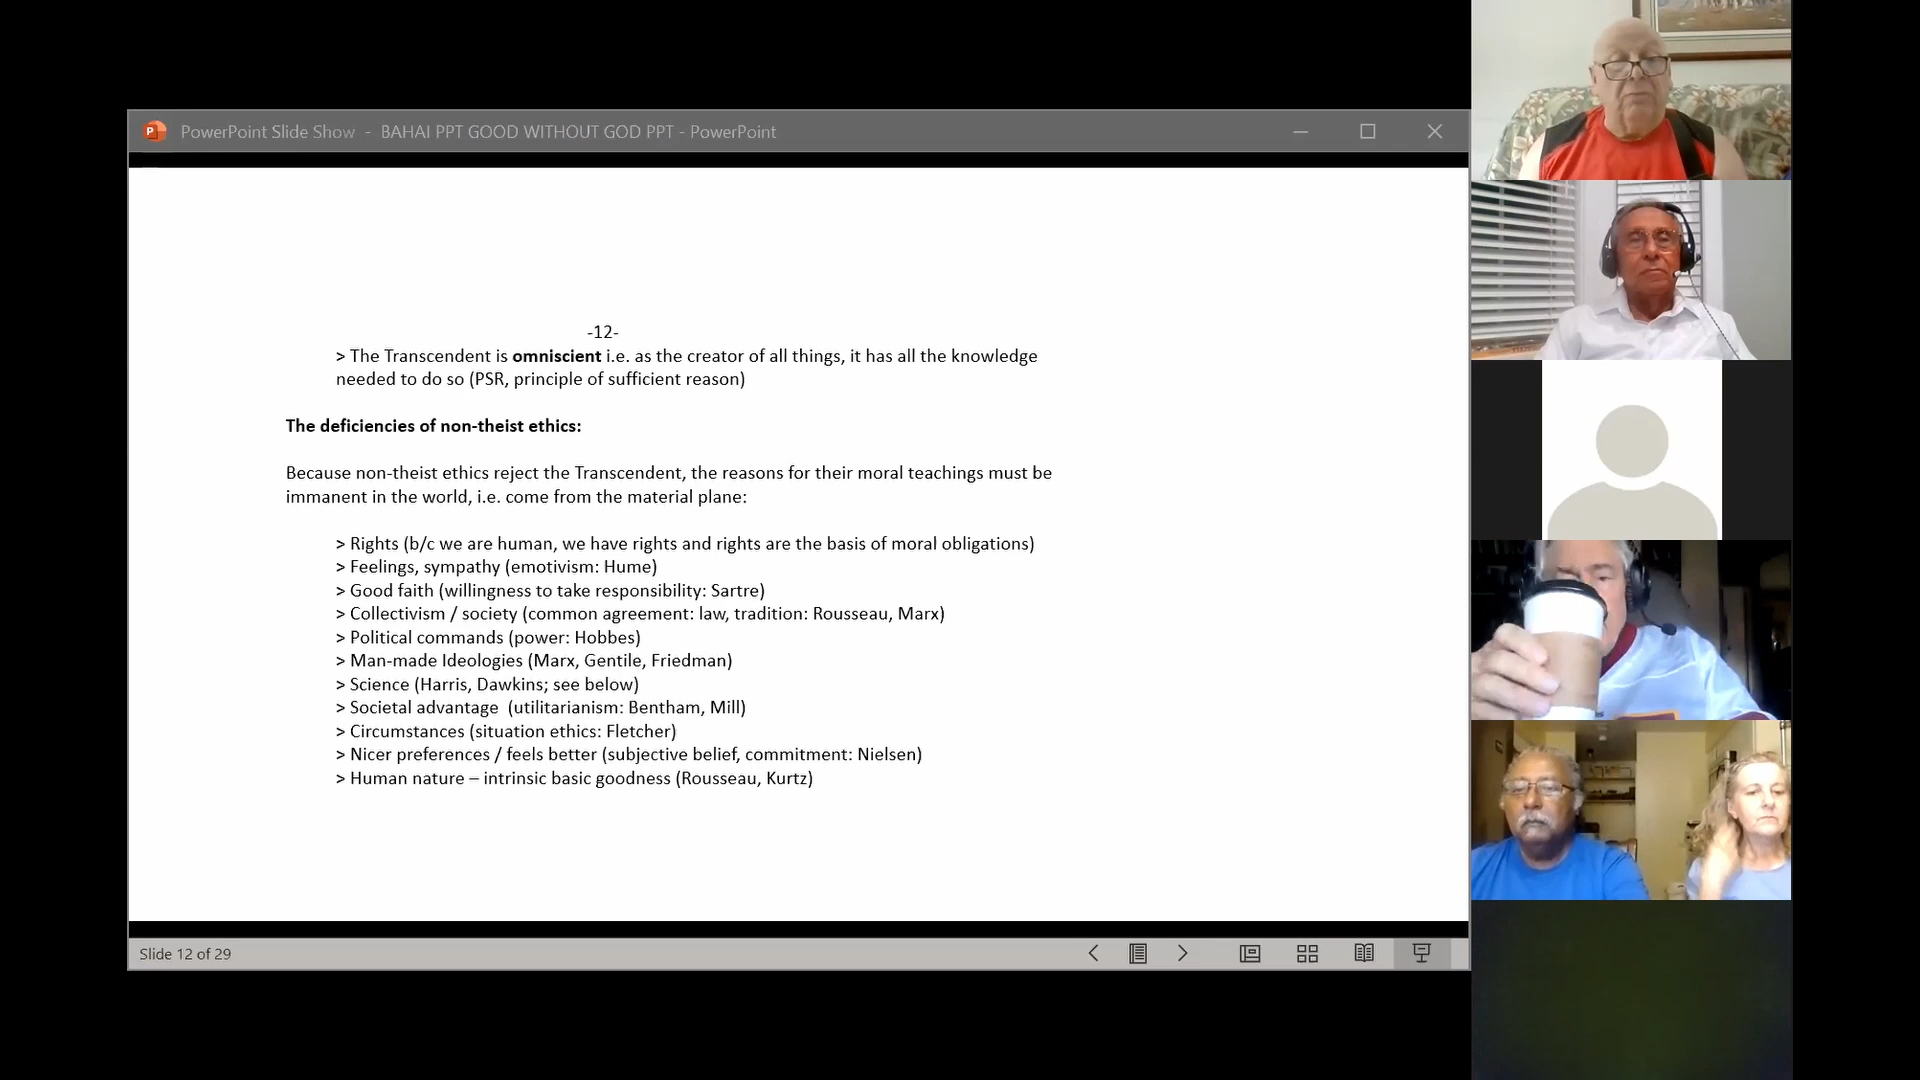 PowerPoint Slide Show - BAHAI PPT GOOD WITHOUT GOD PPT - PowerPoint
-12-
> The Transcendent is omniscient i.e. as the creator of all things, it has all the knowledge
needed to do so (PSR, principle of sufficient reason)
The deficiencies of non-theist ethics:
Because non-theist ethics reject the Transcendent, the reasons for their moral teachings must be
immanent in the world, i.e. come from the material plane:
> Rights (b/c we are human, we have rights and rights are the basis of moral obligations)
> Feelings, sympathy (emotivism: Hume)
> Good faith (willingness to take responsibility: Sartre)
> Collectivism / society (common agreement: law, tradition: Rousseau, Marx)
> Political commands (power: Hobbes)
> Man-made Ideologies (Marx, Gentile, Friedman)
> Science (Harris, Dawkins; see below)
> Societal advantage  (utilitarianism: Bentham, Mill)
> Circumstances (situation ethics: Fletcher)
> Nicer preferences / feels better (subjective belief, commitment: Nielsen)
> Human nature – intrinsic basic goodness (Rousseau, Kurtz)
Slide 12 of 29